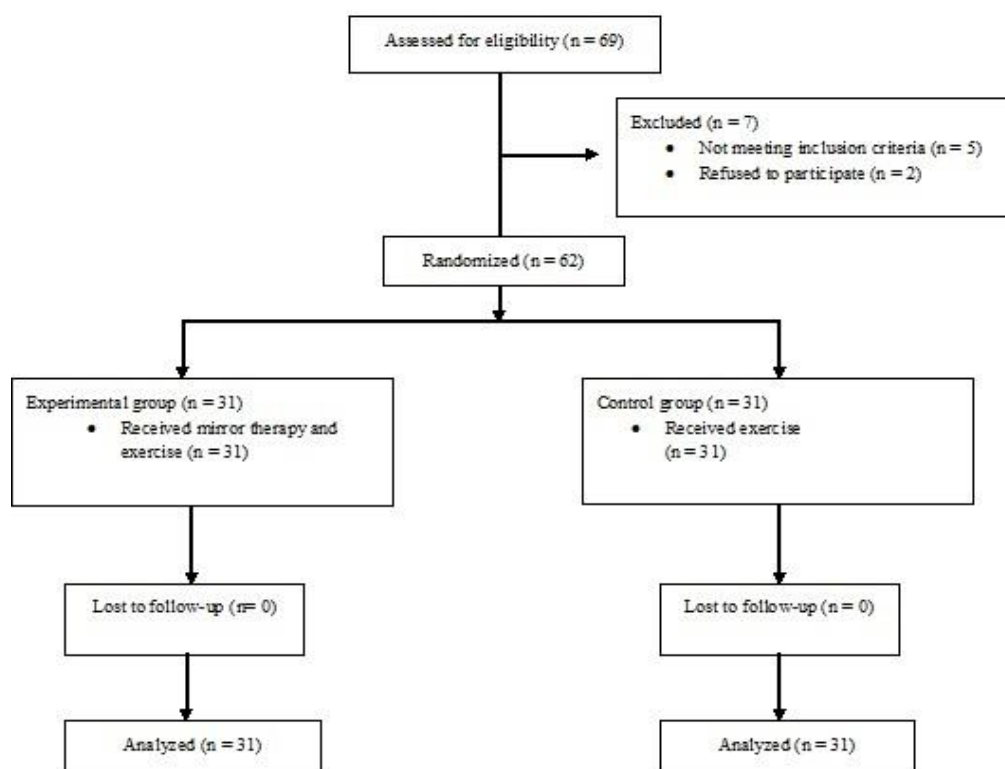 Assessed for eligibility (n = 69)
Excluded (n = 7)
• Not meeting inclusion criteria (n = 5)
• Refused to participate (n = 2)
Randomized (n = 62)
Experimental group (n = 31)
• Received mirror therapy and
exercise (n = 31)
Control group (n = 31)
• Received exercise
(n = 31)
Lost to follow-up (n= 0)
Lost to follow-up (n = 0)
Analyzed (n = 31)
Analyzed (n = 31)